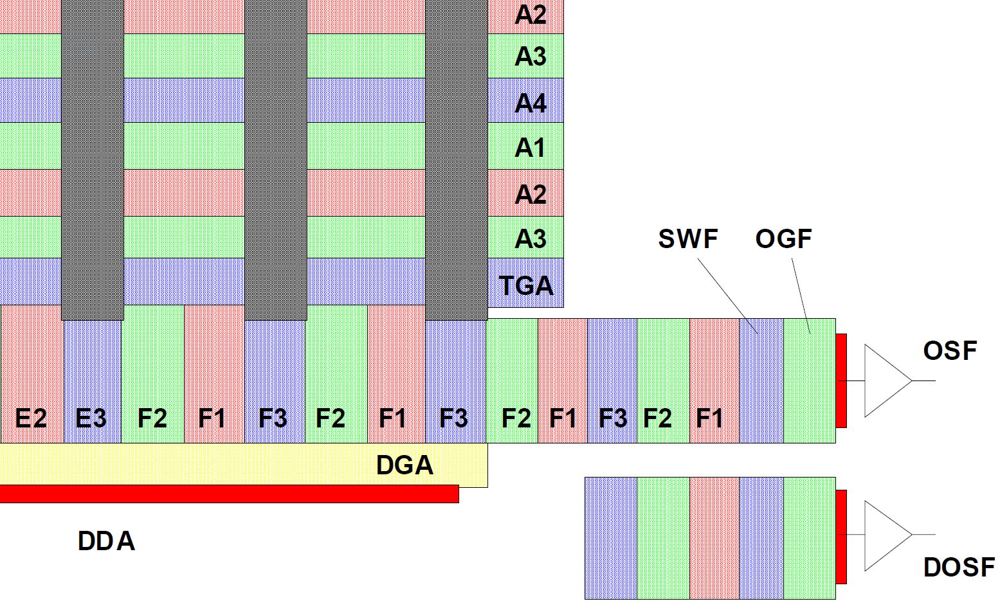 A2
A3
A4
A1
A2
A3
SWF OGF
TGA
OSF
E2 E3 F2 F1 F3 F2 F1 F3 F2 F1 F3 F2 F1
DGA
DDA
DOSF